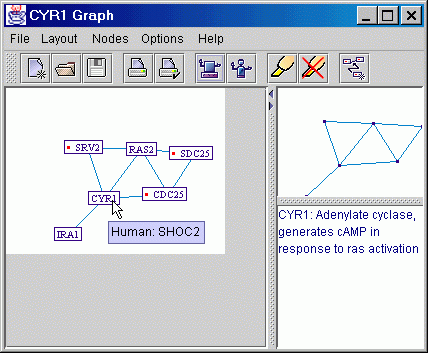 CYR1 Graph
File Layout Nodes Options Help
SRV2 RAS2 SDC25
CYR1 CDC25
IRA1
Human: SHOC2
CYR1: Adenylate cyclase,
generates cAMP in
response to ras activation